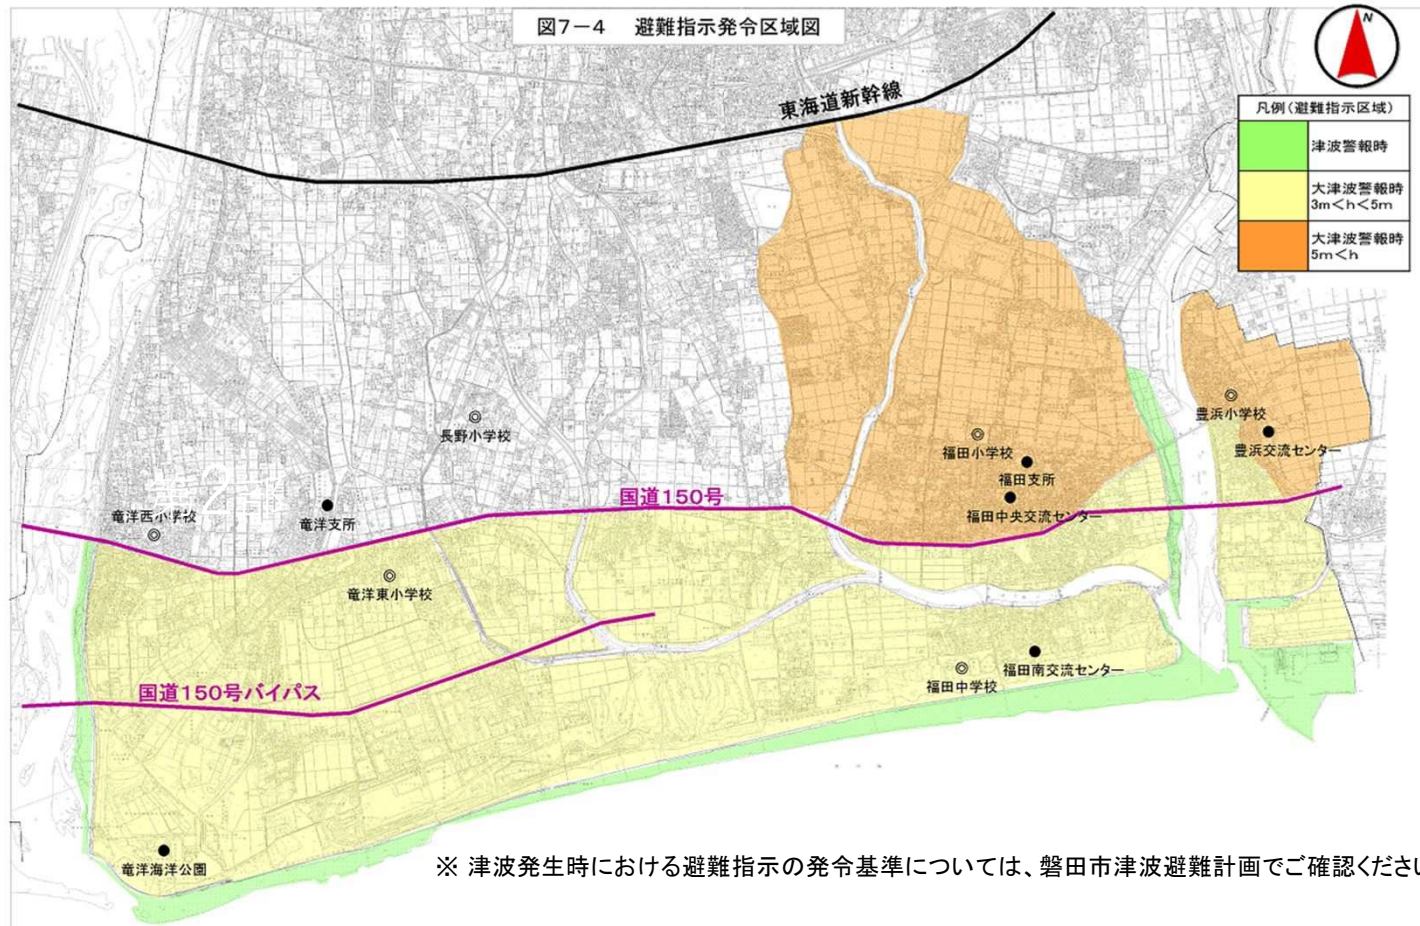 図7－4 避難指示発令区域図
N
東海道新幹線
凡例（避難指示区域）
津波警報時
大津波警報時
3m＜h＜5m
大津波警報時
5m＜h
豊浜小学校
長野小学校
福田小学校
豊浜交流センター
福田支所
国道150号
竜洋西小学校
竜洋支所
福田中央交流センター
竜洋東小学校
国道150号バイパス
福田中学校
福田南交流センター
竜洋海洋公園
※ 津波発生時における避難指示の発令基準については、磐田市津波避難計画でご確認ください